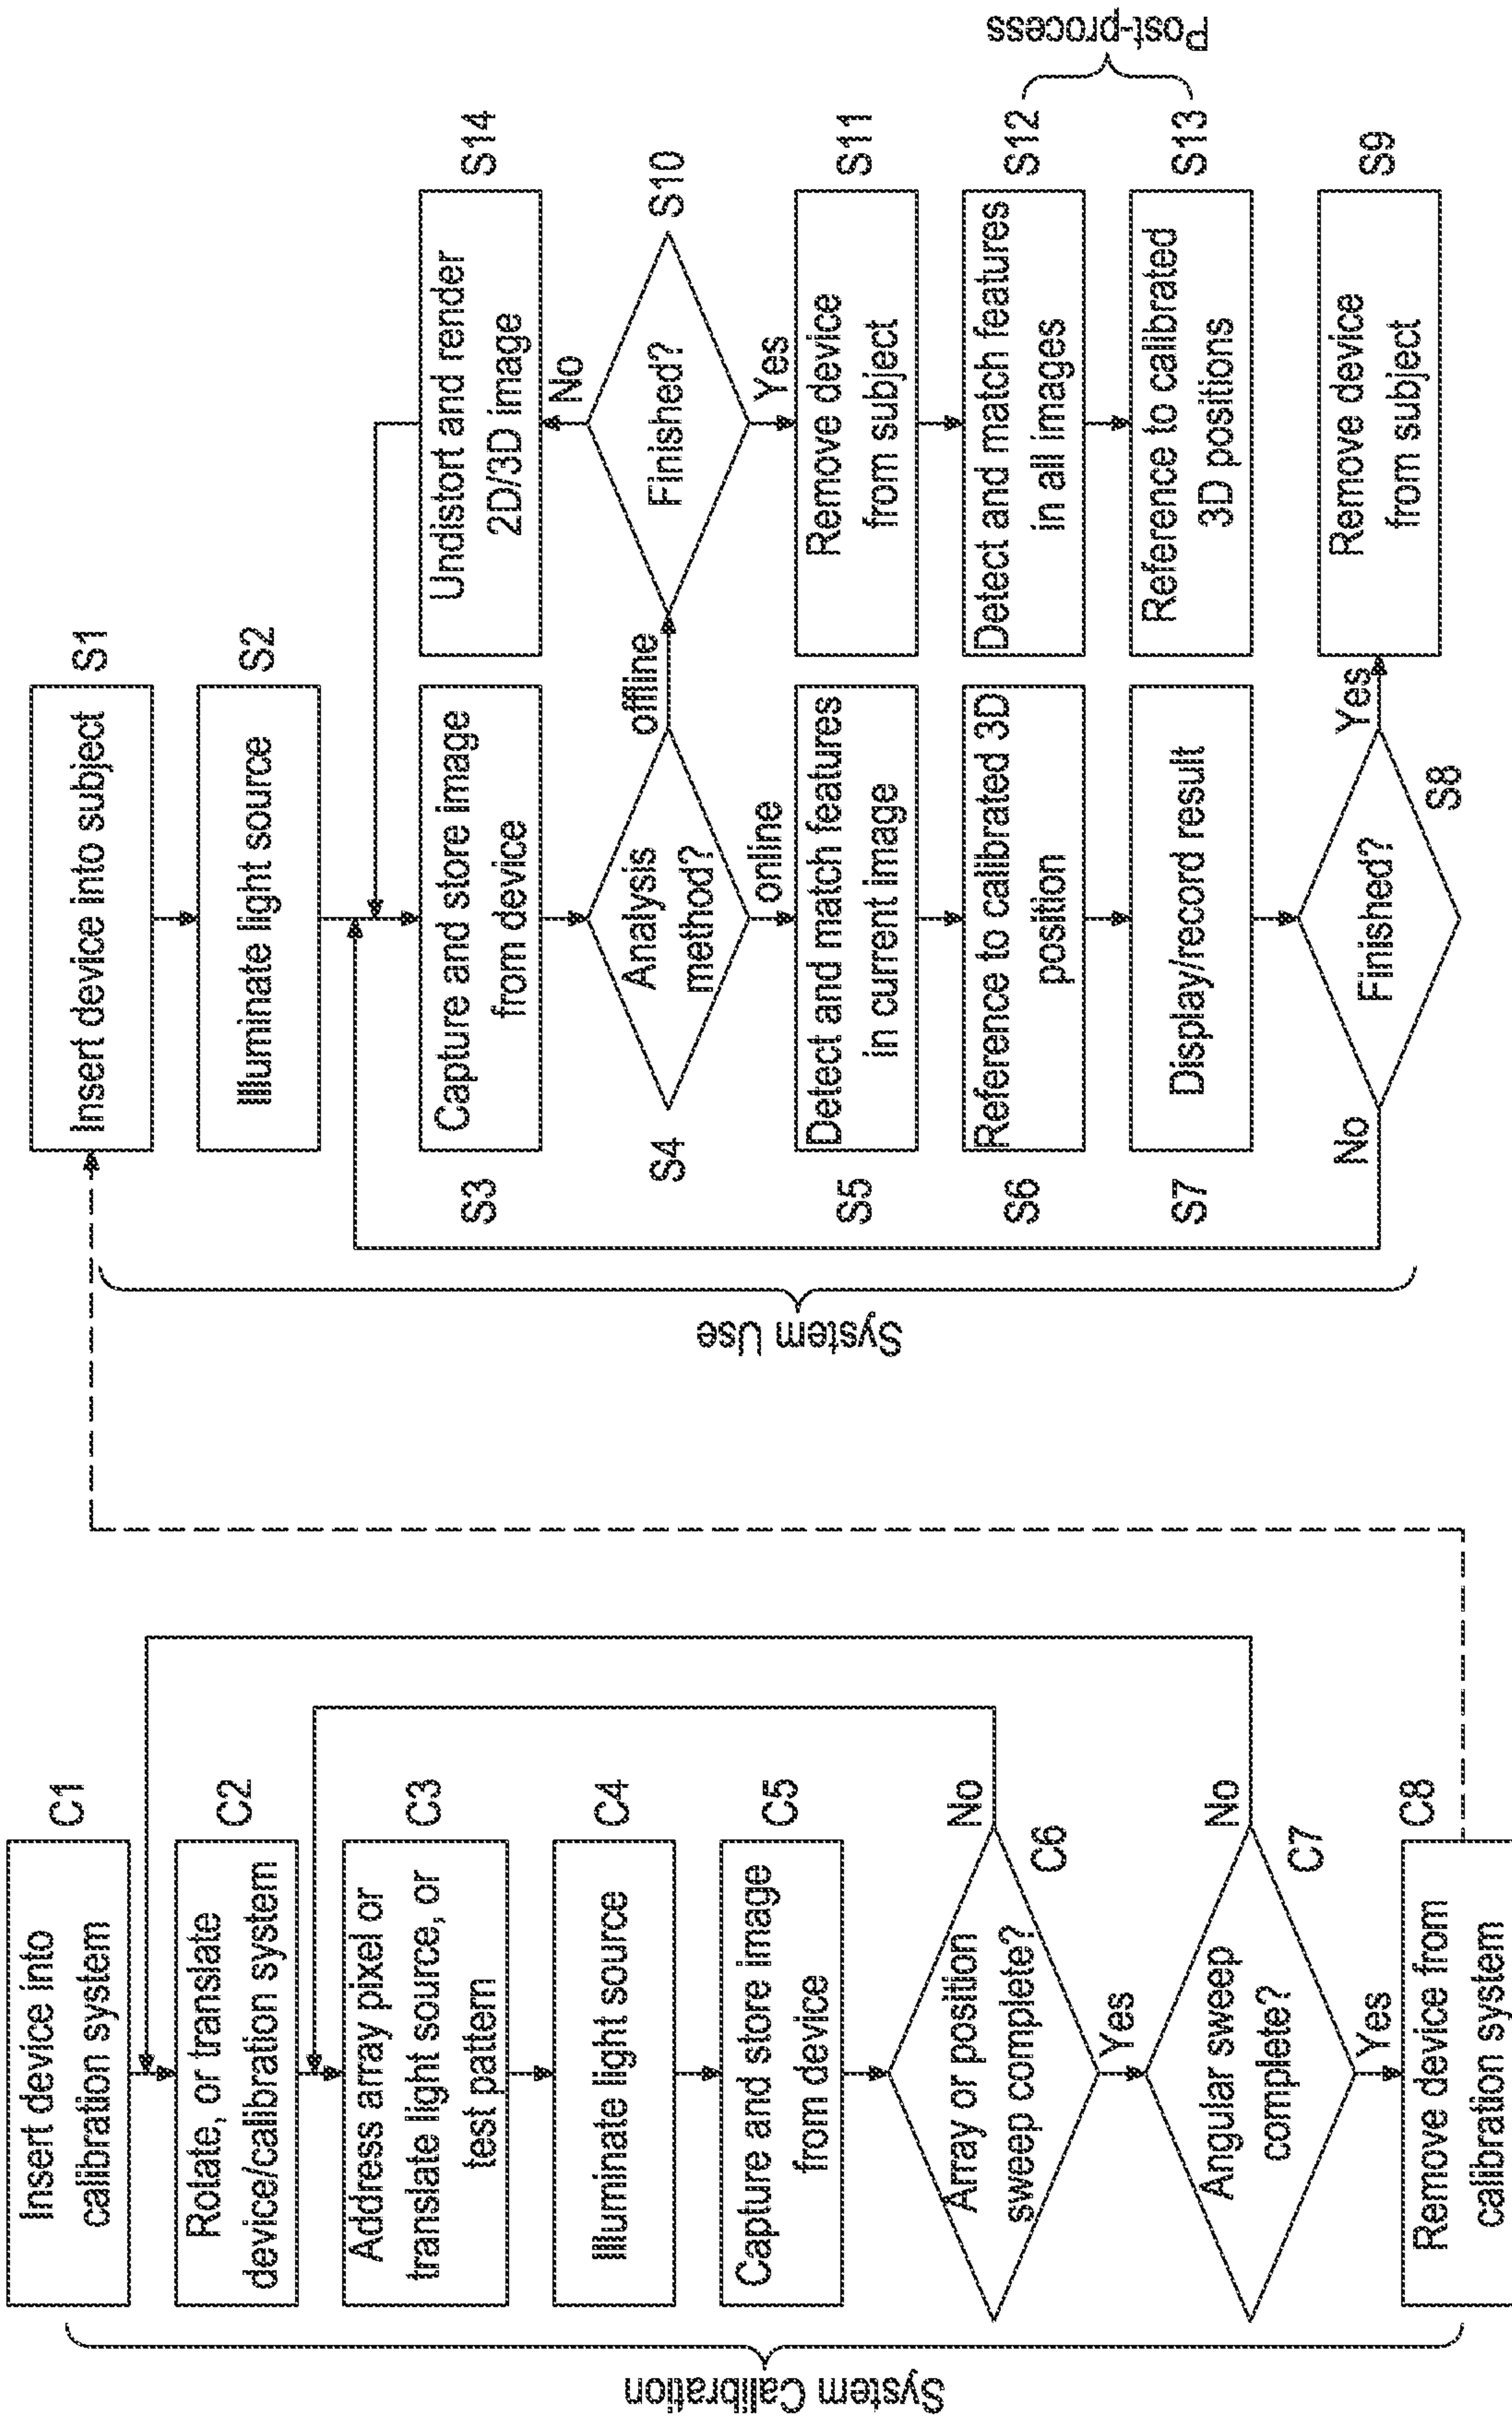 System Calibration
Insert device into
calibration system
C1
Rotate, or translate
device/calibration system
C2
Address array pixel or
translate light source, or
test pattern
C3
Illuminate light source
C4
Capture and store image
from device
C5
Array or position
sweep complete?
C6
No
Yes
Angular sweep
complete?
C7
No
Yes
Remove device from
calibration system
C8
System Use
Insert device into subject
S1
Illuminate light source
S2
Capture and store image
from device
S3
Analysis
method?
S4
offline
online
Detect and match features
in current image
S5
Reference to calibrated 3D
position
S6
Display/record result
S7
Finished?
S8
No
Yes
Remove device
from subject
S9
Undistort and render
2D/3D image
S14
No
Finished?
S10
Yes
Remove device
from subject
S11
Detect and match features
in all images
S12
Reference to calibrated
3D positions
S13
Post-process